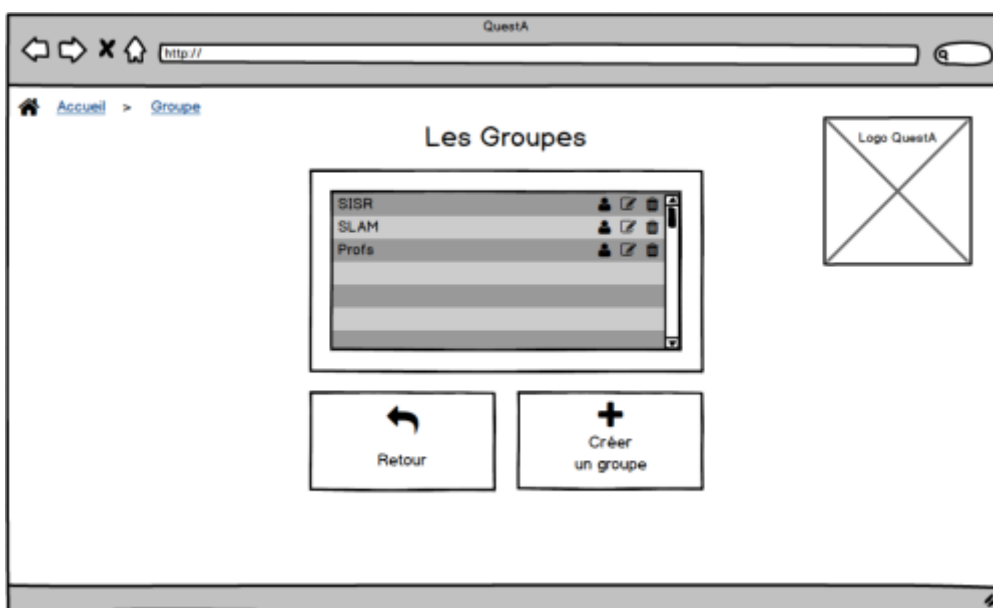 QuestA
http://
Accueil > Groupe
Les Groupes
Logo QuestA
SISR
SLAM
Profs
Retour
Créer
un groupe